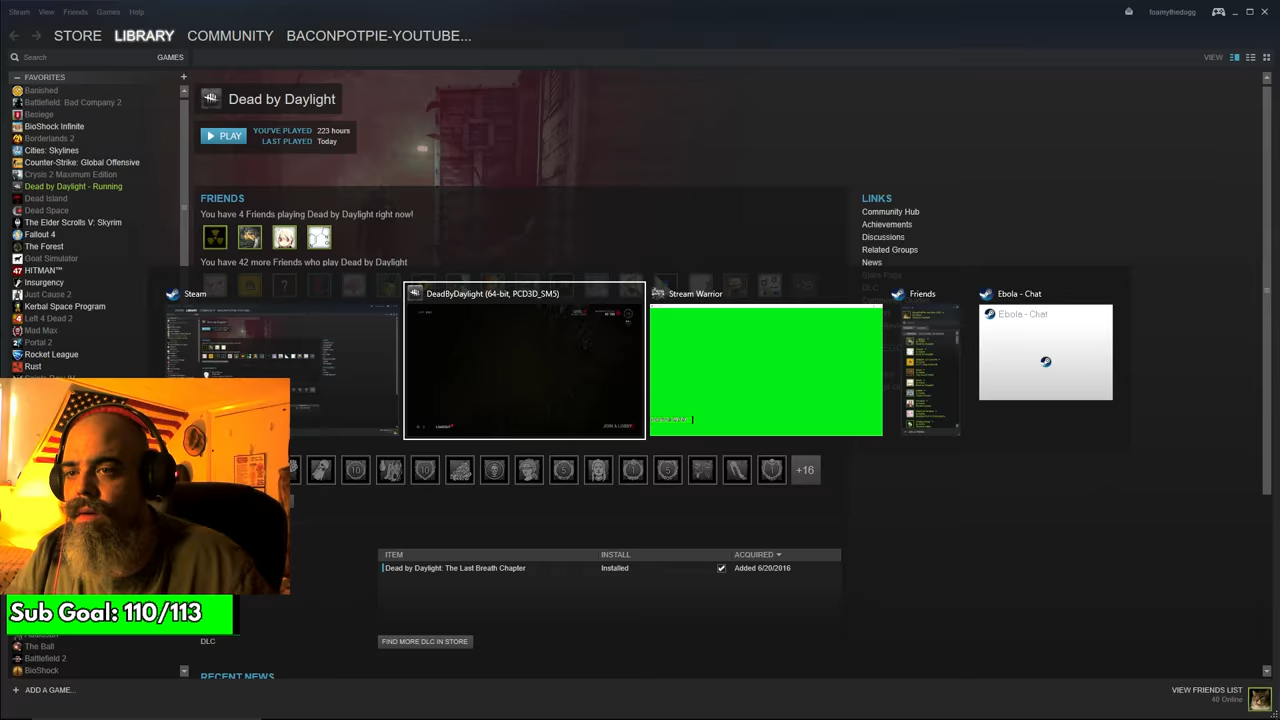 Steam View Friends Games Help
foamythedogg
STORE LIBRARY COMMUNITY BACONPOTPIE-YOUTUBE...
Search GAMES
VIEW
FAVORITES
Banished
Battlefield: Bad Company 2
Besiege
BioShock Infinite
Borderlands 2
Cities: Skylines
Counter-Strike: Global Offensive
Crysis 2 Maximum Edition
Dead by Daylight - Running
Dead Island
Dead Space
The Elder Scrolls V: Skyrim
Fallout 4
The Forest
Goat Simulator
HITMAN™
Insurgency
Just Cause 2
Kerbal Space Program
Left 4 Dead 2
Mad Max
Portal 2
Rocket League
Rust
Dead by Daylight
PLAY
YOU'VE PLAYED 223 hours
LAST PLAYED Today
FRIENDS
You have 4 Friends playing Dead by Daylight right now!
You have 42 more Friends who play Dead by Daylight
LINKS
Community Hub
Achievements
Discussions
Related Groups
News
Store Page
DLC
Steam
DeadByDaylight (64-bit, PCD3D_SM5)
Stream Warrior
Friends
Ebola - Chat
Ebola - Chat
LOADOUT
JOIN A LOBBY
+16
ITEM INSTALL ACQUIRED
Dead by Daylight: The Last Breath Chapter Installed Added 6/20/2016
Sub Goal: 110/113
DLC
FIND MORE DLC IN STORE
The Ball
Battlefield 2
BioShock
RECENT NEWS
ADD A GAME...
VIEW FRIENDS LIST
40 Online